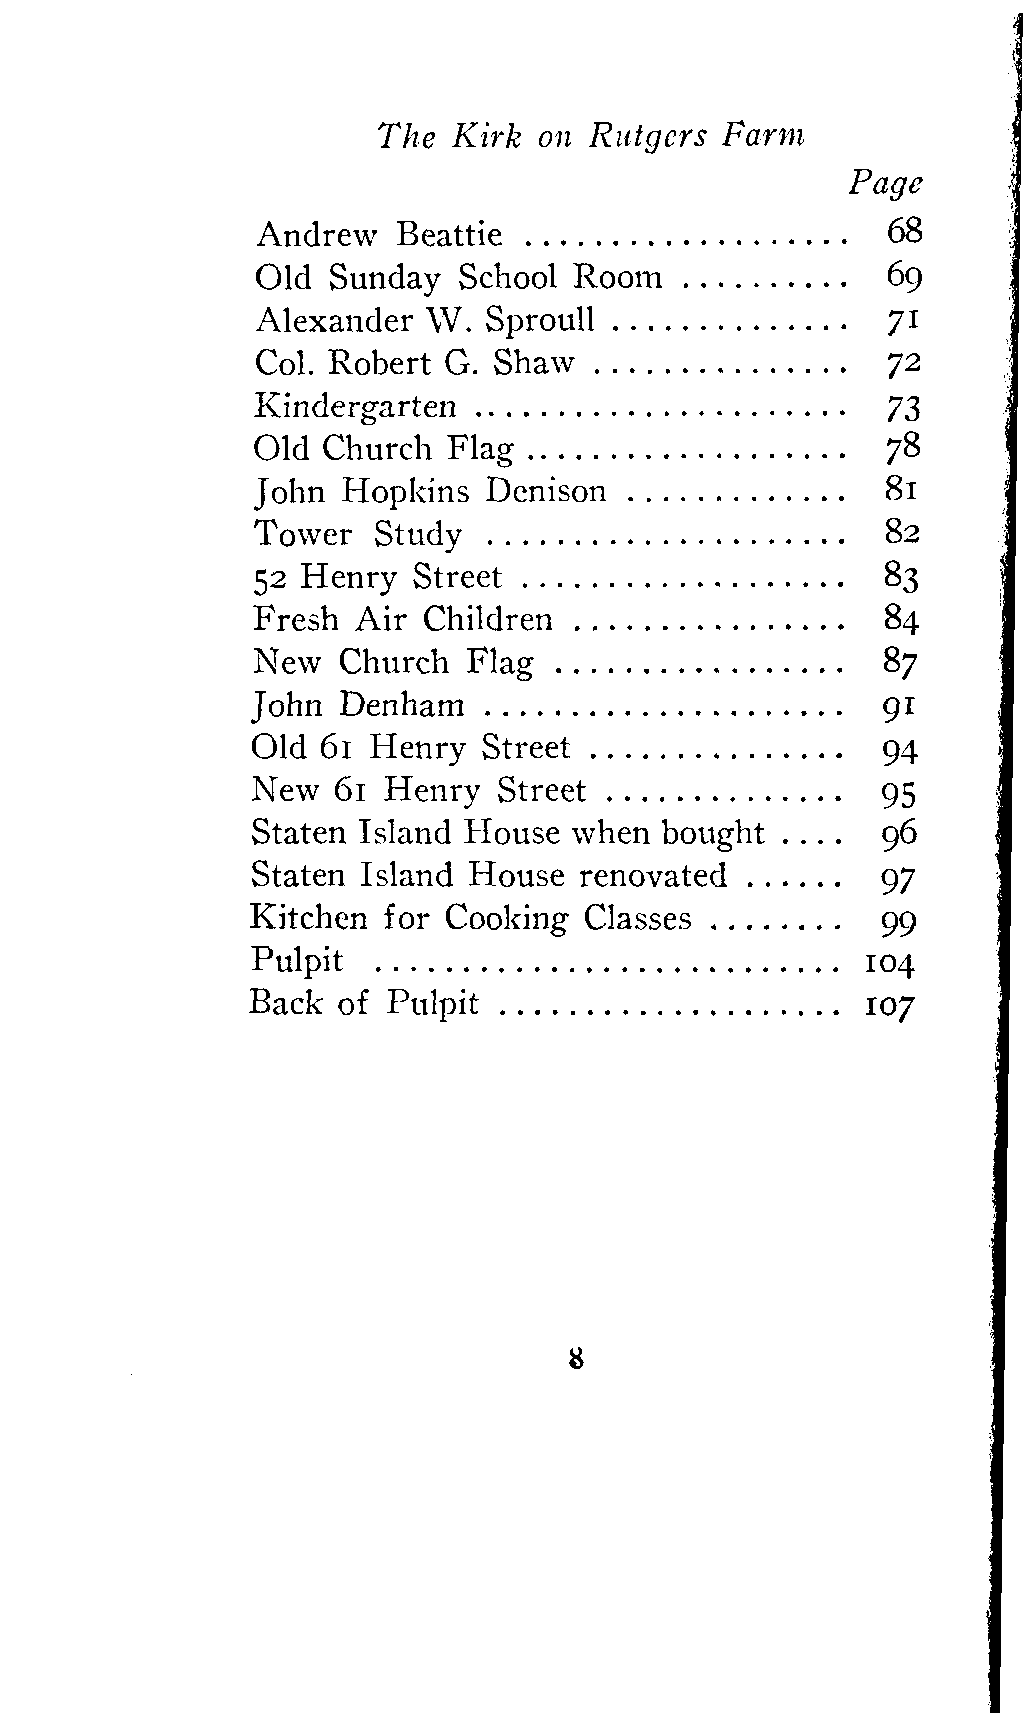 The Kirk on Rutgers Farm
Page
Andrew Beattie ................... 68
Old Sunday School Room .......... 69
Alexander W. Sproull .............. 71
Col. Robert G. Shaw ............... 72
Kindergarten ...................... 73
Old Church Flag ................... 78
John Hopkins Denison ............. 81
Tower Study ..................... 82
52 Henry Street ................... 83
Fresh Air Children ................ 84
New Church Flag ................. 87
John Denham ..................... 91
Old 61 Henry Street ............... 94
New 61 Henry Street .............. 95
Staten Island House when bought .... 96
Staten Island House renovated ...... 97
Kitchen for Cooking Classes ........ 99
Pulpit ........................... 104
Back of Pulpit .................... 107
8